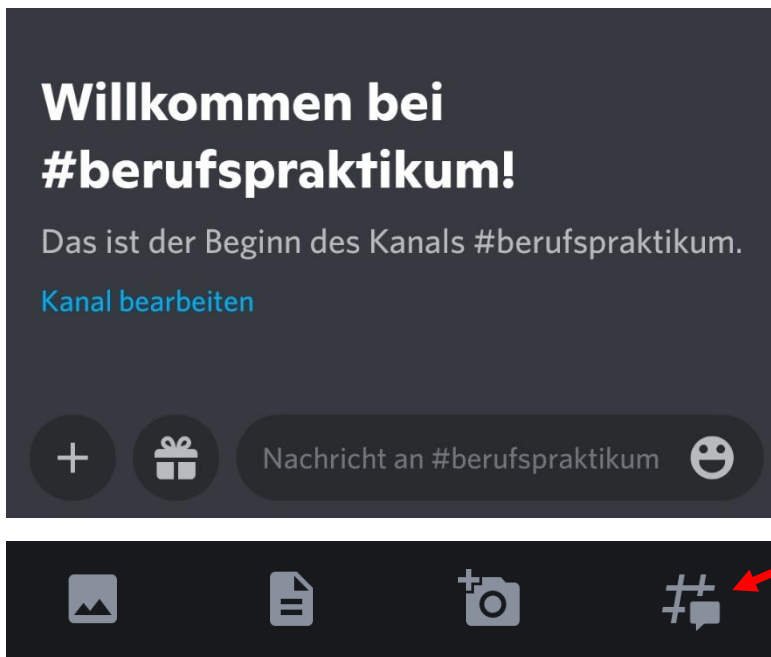 Willkommen bei
#berufspraktikum!
Das ist der Beginn des Kanals #berufspraktikum.
Kanal bearbeiten
Nachricht an #berufspraktikum